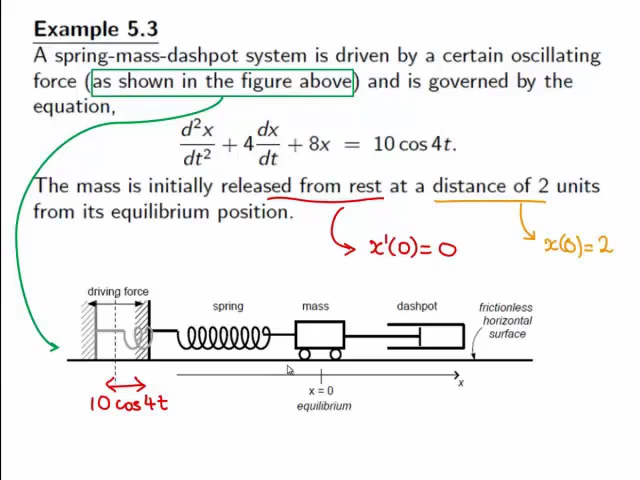 Example 5.3
A spring-mass-dashpot system is driven by a certain oscillating
force (as shown in the figure above) and is governed by the
equation,
d²x/dt² + 4 dx/dt + 8x = 10 cos 4t.
The mass is initially released from rest at a distance of 2 units
from its equilibrium position.
x'(0)=0
x(0)=2
driving force
spring
mass
dashpot
frictionless
horizontal
surface
10 cos 4t
x = 0
x
equilibrium